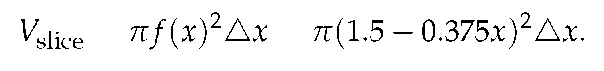 V_slice πf(x)²△x π(1.5 − 0.375x)²△x.